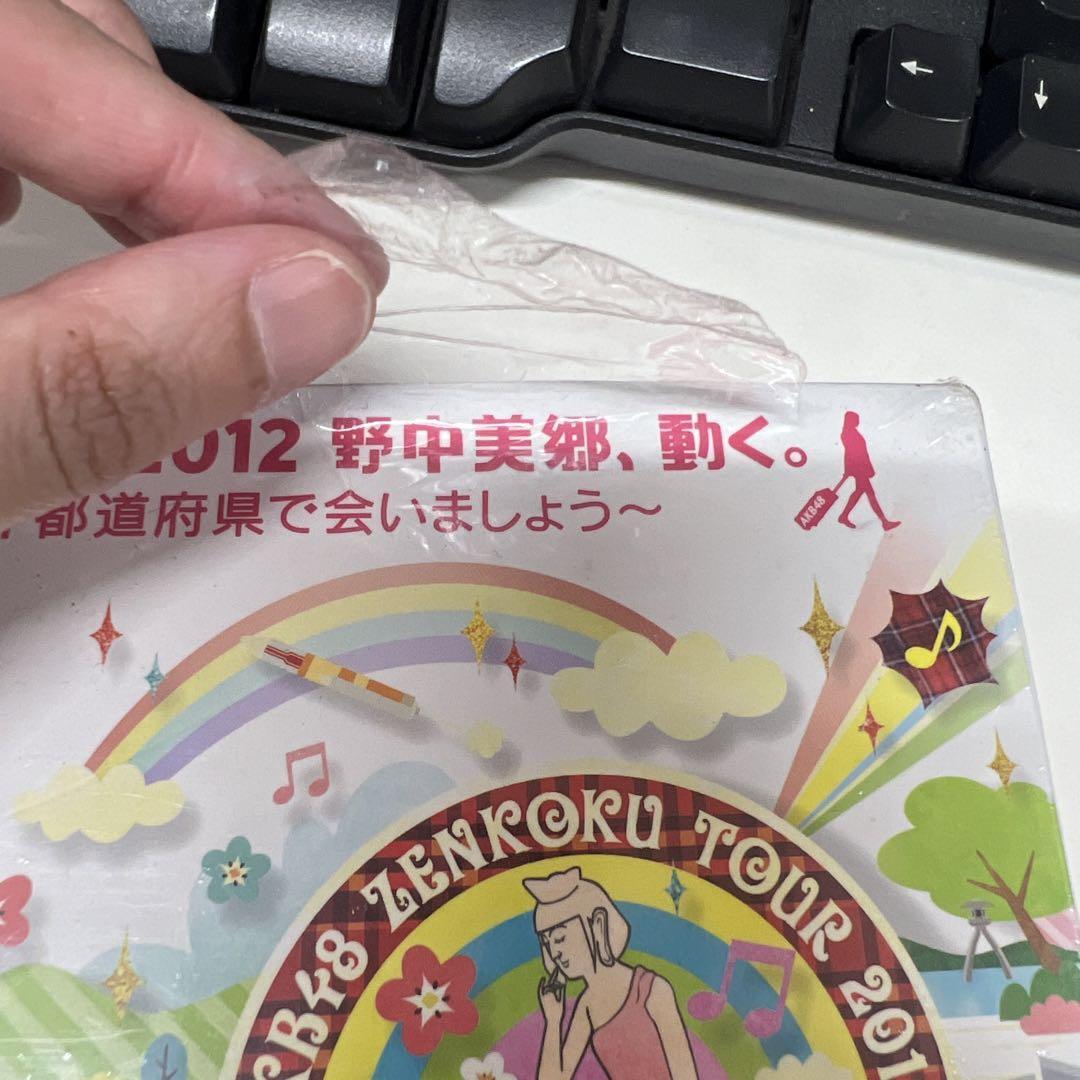 2012 野中美郷、動く。
都道府県で会いましょう〜
AKB48
KB48 ZENKOKU TOUR 201
←
↓